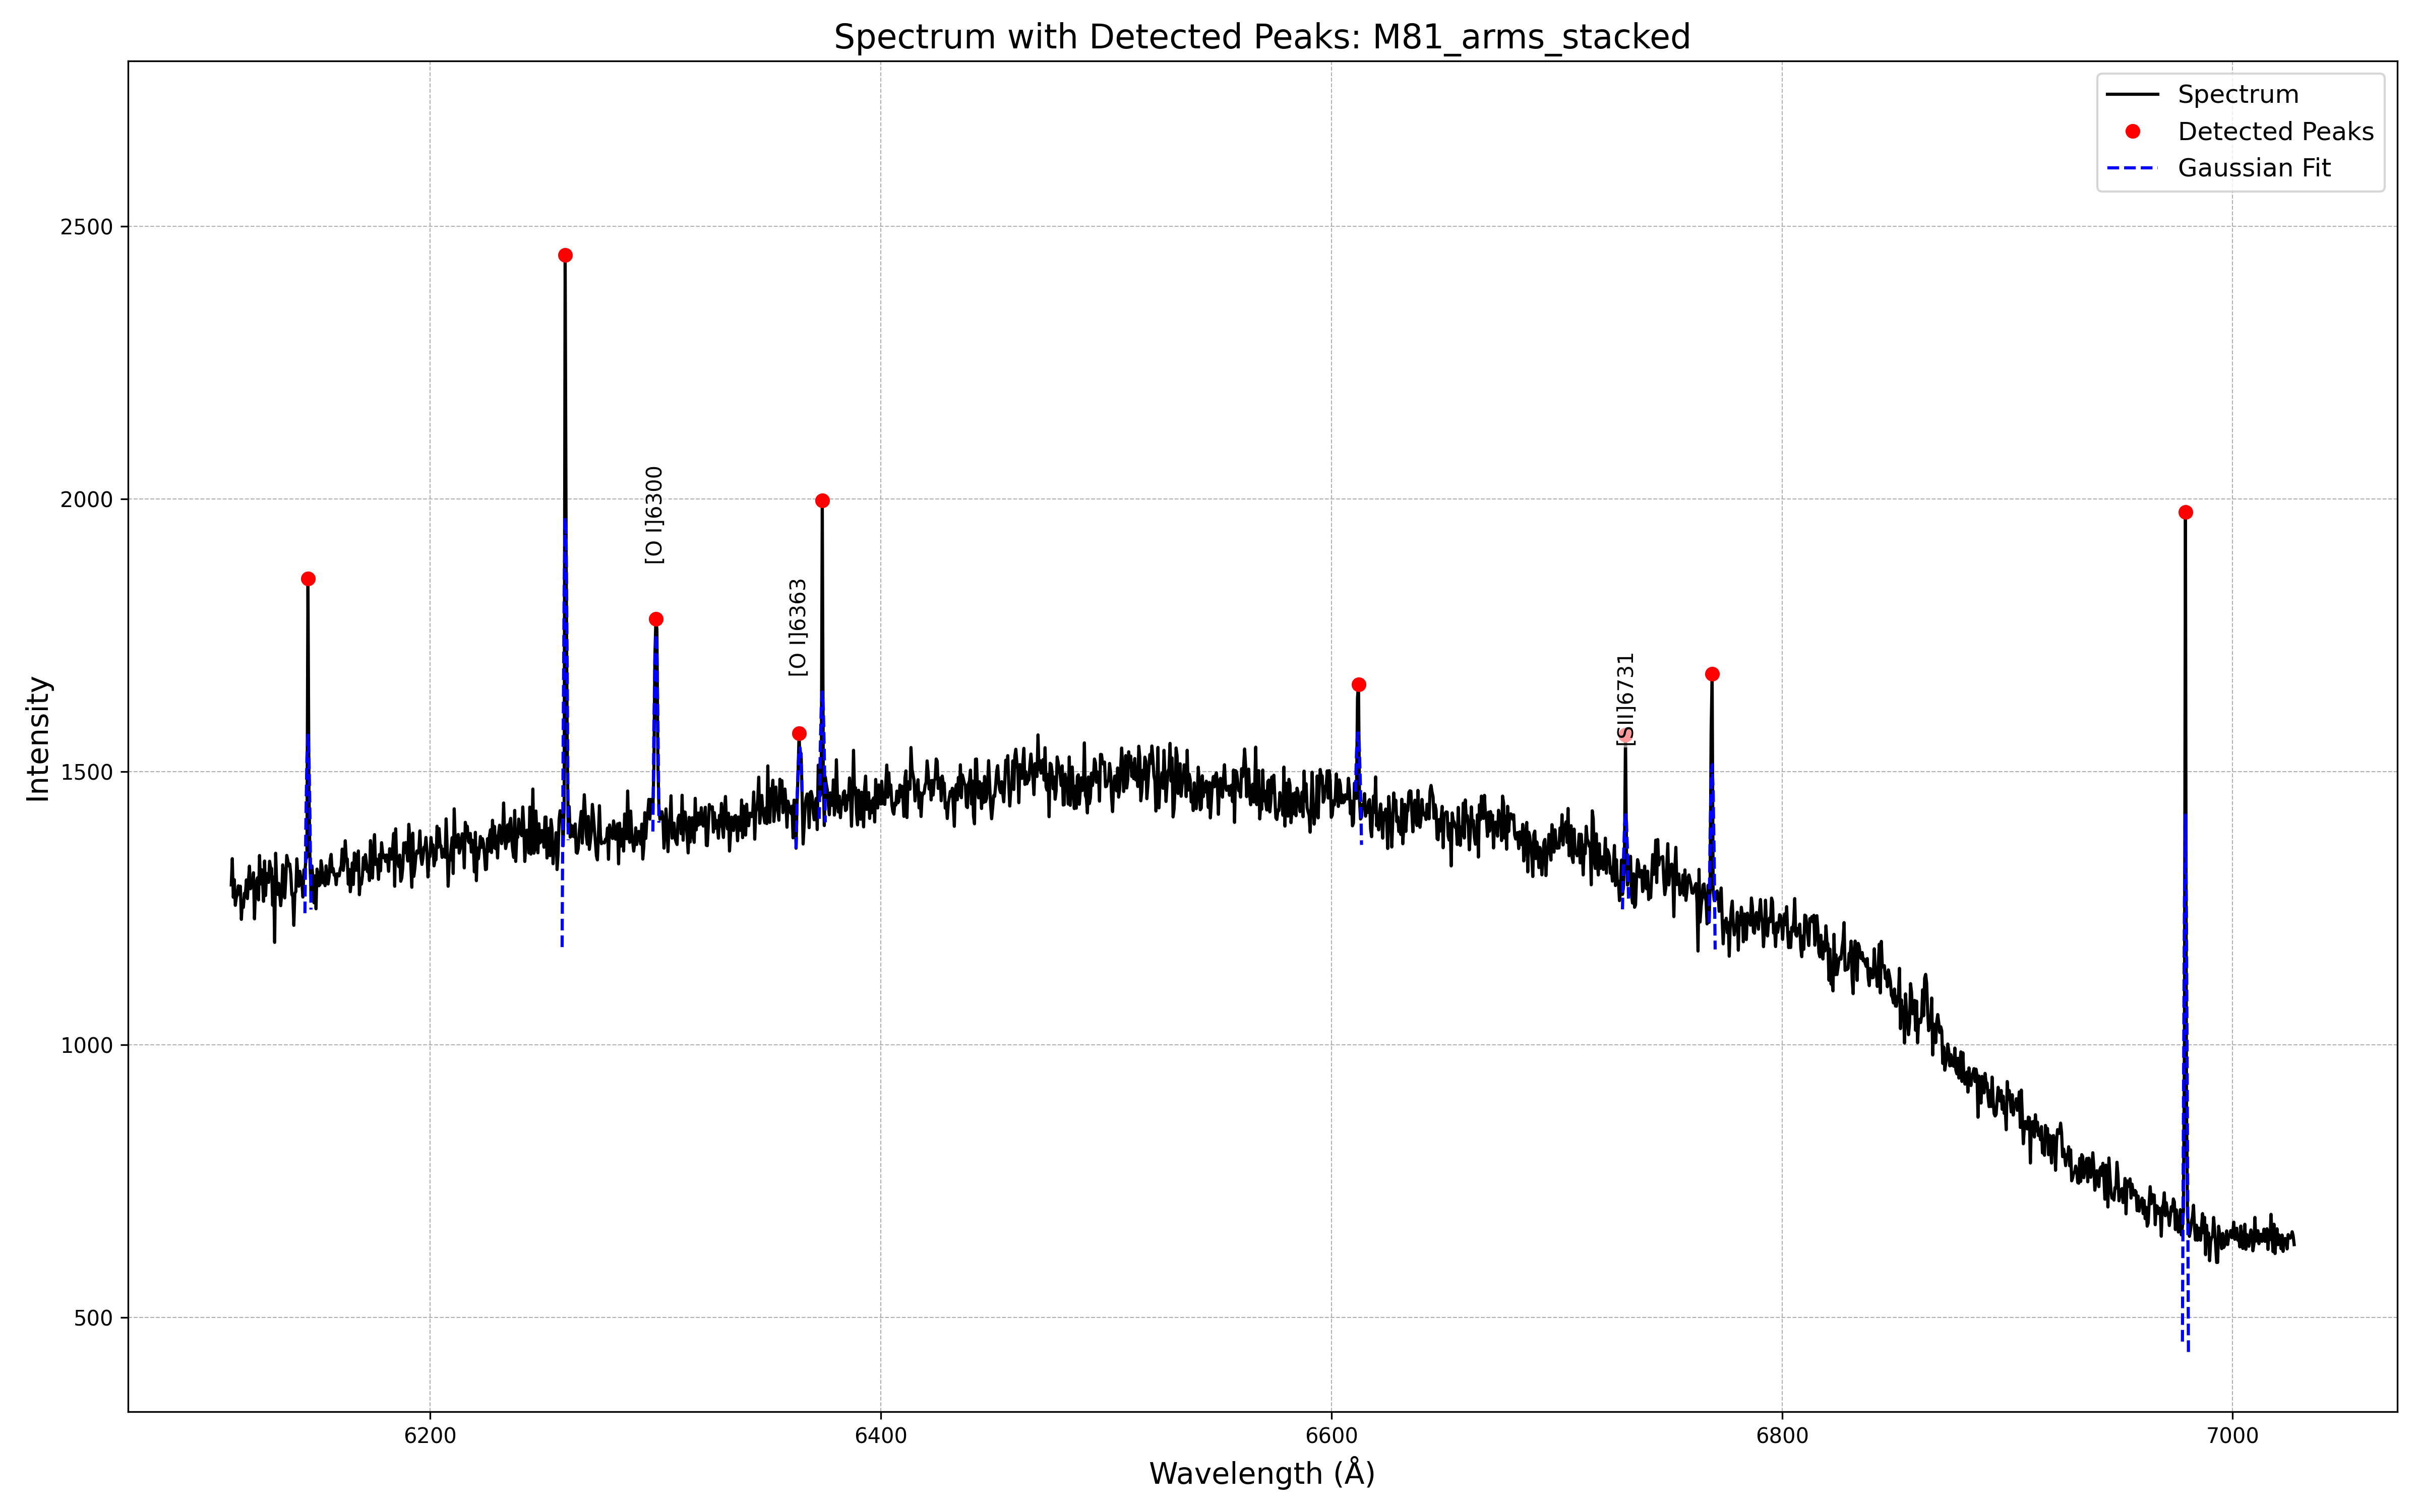 Spectrum with Detected Peaks: M81_arms_stacked
Spectrum
Detected Peaks
Gaussian Fit
Intensity
2500
2000
1500
1000
500
[O I]6300
[O I]6363
[SII]6731
6200
6400
6600
6800
7000
Wavelength (Å)